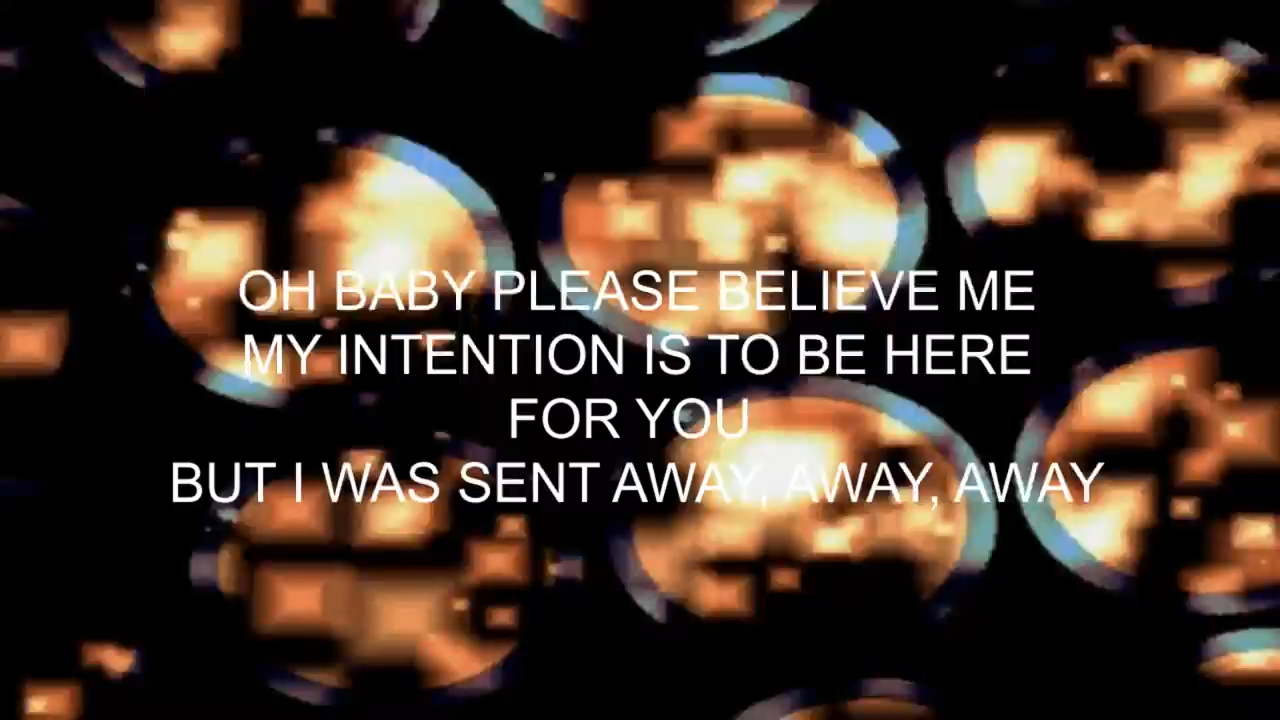 OH BABY PLEASE BELIEVE ME
MY INTENTION IS TO BE HERE
FOR YOU
BUT I WAS SENT AWAY, AWAY, AWAY